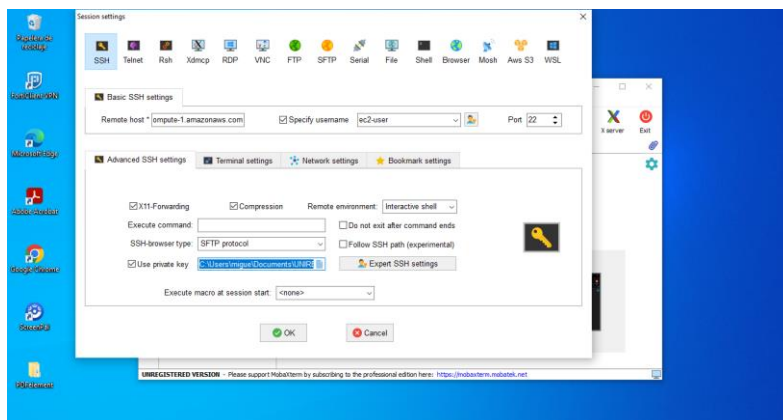 Session settings
SSH Telnet Rsh Xdmcp RDP VNC FTP SFTP Serial File Shell Browser Mosh Aws S3 WSL
Basic SSH settings
Remote host * ompute-1.amazonaws.com Specify username ec2-user Port 22
Advanced SSH settings Terminal settings Network settings Bookmark settings
X11-Forwarding Compression Remote environment: Interactive shell
Execute command: Do not exit after command ends
SSH-browser type: SFTP protocol Follow SSH path (experimental)
Use private key C:\Users\migue\Documents\UNIR Expert SSH settings
Execute macro at session start: <none>
OK Cancel
X server Exit
UNREGISTERED VERSION - Please support MobaXterm by subscribing to the professional edition here: https://mobaxterm.mobatek.net
Papelera de
reciclaje
FortiClient VPN
Microsoft Edge
Adobe Acrobat
Google Chrome
ScreenPal
PDFelement